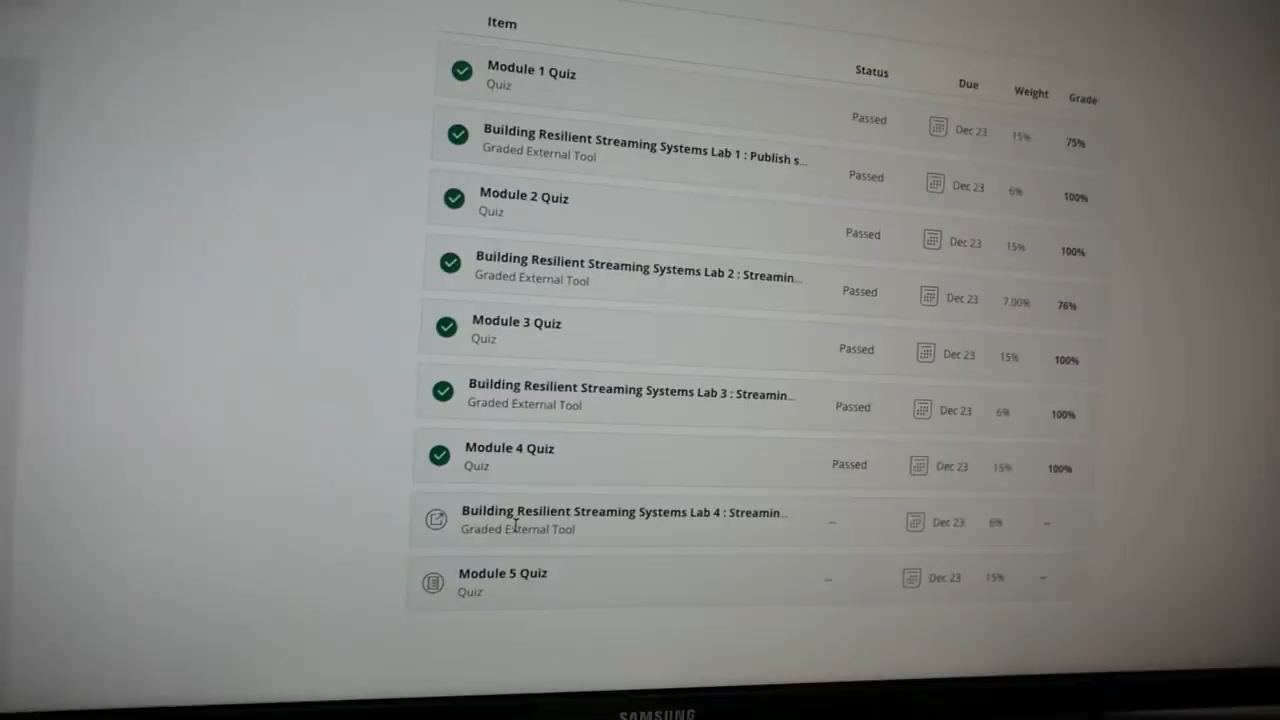 Item
Status Due Weight Grade
Module 1 Quiz
Quiz
Passed Dec 23 15% 75%
Building Resilient Streaming Systems Lab 1 : Publish s...
Graded External Tool
Passed Dec 23 6% 100%
Module 2 Quiz
Quiz
Passed Dec 23 15% 100%
Building Resilient Streaming Systems Lab 2 : Streamin...
Graded External Tool
Passed Dec 23 7.00% 76%
Module 3 Quiz
Quiz
Passed Dec 23 15% 100%
Building Resilient Streaming Systems Lab 3 : Streamin...
Graded External Tool
Passed Dec 23 6% 100%
Module 4 Quiz
Quiz
Passed Dec 23 15% 100%
Building Resilient Streaming Systems Lab 4 : Streamin...
Graded External Tool
-- Dec 23 6% --
Module 5 Quiz
Quiz
-- Dec 23 15% --
SAMSUNG